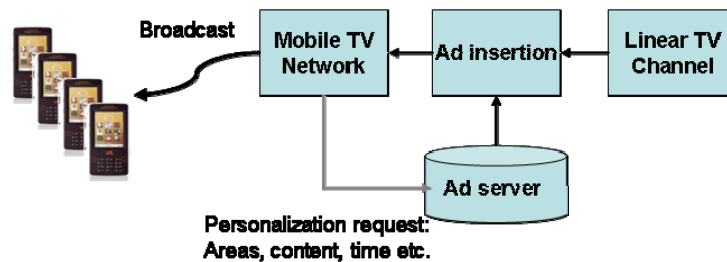 Broadcast
Mobile TV
Network
Ad insertion
Linear TV
Channel
Ad server
Personalization request:
Areas, content, time etc.